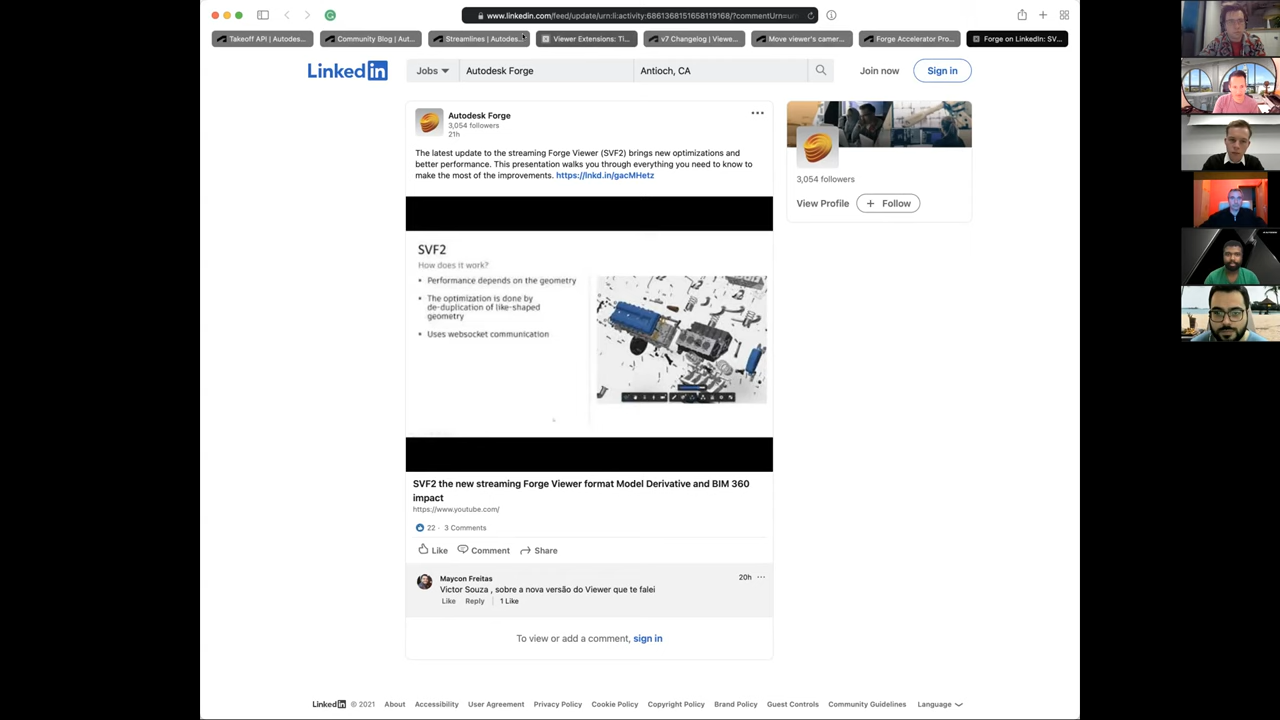 www.linkedin.com/feed/update/urn:li:activity:6861368151658119168/?commentUrn=urn
Takeoff API | Autodes...
Community Blog | Aut...
Streamlines | Autodes...
Viewer Extensions: Ti...
v7 Changelog | Viewe...
Move viewer's camer...
Forge Accelerator Pro...
Forge on LinkedIn: SV...
LinkedIn
Jobs
Autodesk Forge
Antioch, CA
Join now
Sign in
Autodesk Forge
3,054 followers
21h
The latest update to the streaming Forge Viewer (SVF2) brings new optimizations and
better performance. This presentation walks you through everything you need to know to
make the most of the improvements. https://lnkd.in/gacMHetz
SVF2
How does it work?
• Performance depends on the geometry
• The optimization is done by
de-duplication of like-shaped
geometry
• Uses websocket communication
SVF2 the new streaming Forge Viewer format Model Derivative and BIM 360
impact
https://www.youtube.com/
22 · 3 Comments
Like
Comment
Share
Maycon Freitas
20h
Victor Souza , sobre a nova versão do Viewer que te falei
Like
Reply
1 Like
To view or add a comment, sign in
3,054 followers
View Profile
+ Follow
LinkedIn © 2021 About Accessibility User Agreement Privacy Policy Cookie Policy Copyright Policy Brand Policy Guest Controls Community Guidelines Language